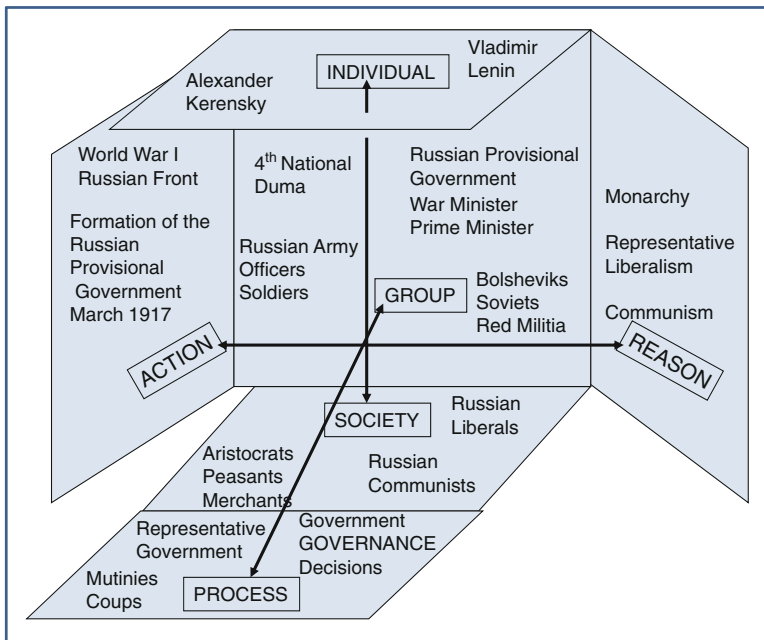 Vladimir
Lenin
INDIVIDUAL
Alexander
Kerensky
World War I
Russian Front
Formation of the
Russian
Provisional
Government
March 1917
ACTION
4th National
Duma
Russian Army
Officers
Soldiers
Russian Provisional
Government
War Minister
Prime Minister
GROUP
Bolsheviks
Soviets
Red Militia
Monarchy
Representative
Liberalism
Communism
REASON
SOCIETY
Russian
Liberals
Aristocrats
Peasants
Merchants
Russian
Communists
Representative
Government
Government
GOVERNANCE
Decisions
Mutinies
Coups
PROCESS